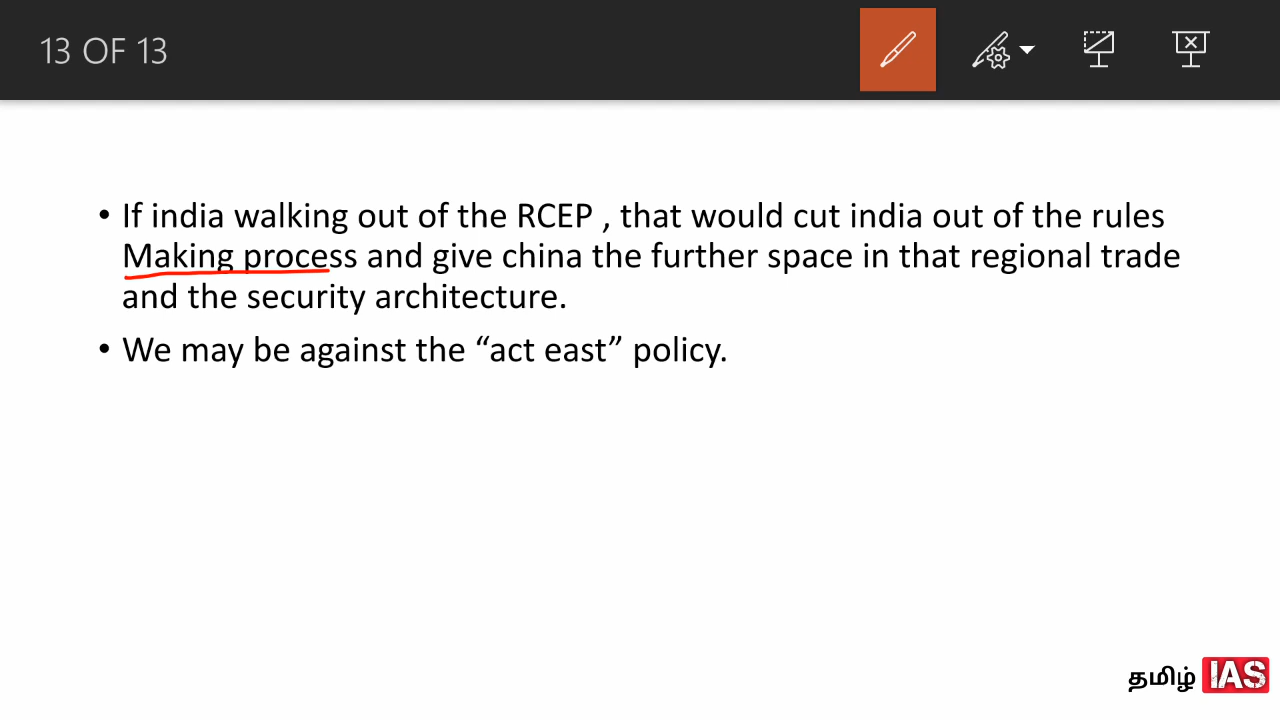 13 OF 13
• If india walking out of the RCEP , that would cut india out of the rules
Making process and give china the further space in that regional trade
and the security architecture.
• We may be against the “act east” policy.
தமிழ் IAS